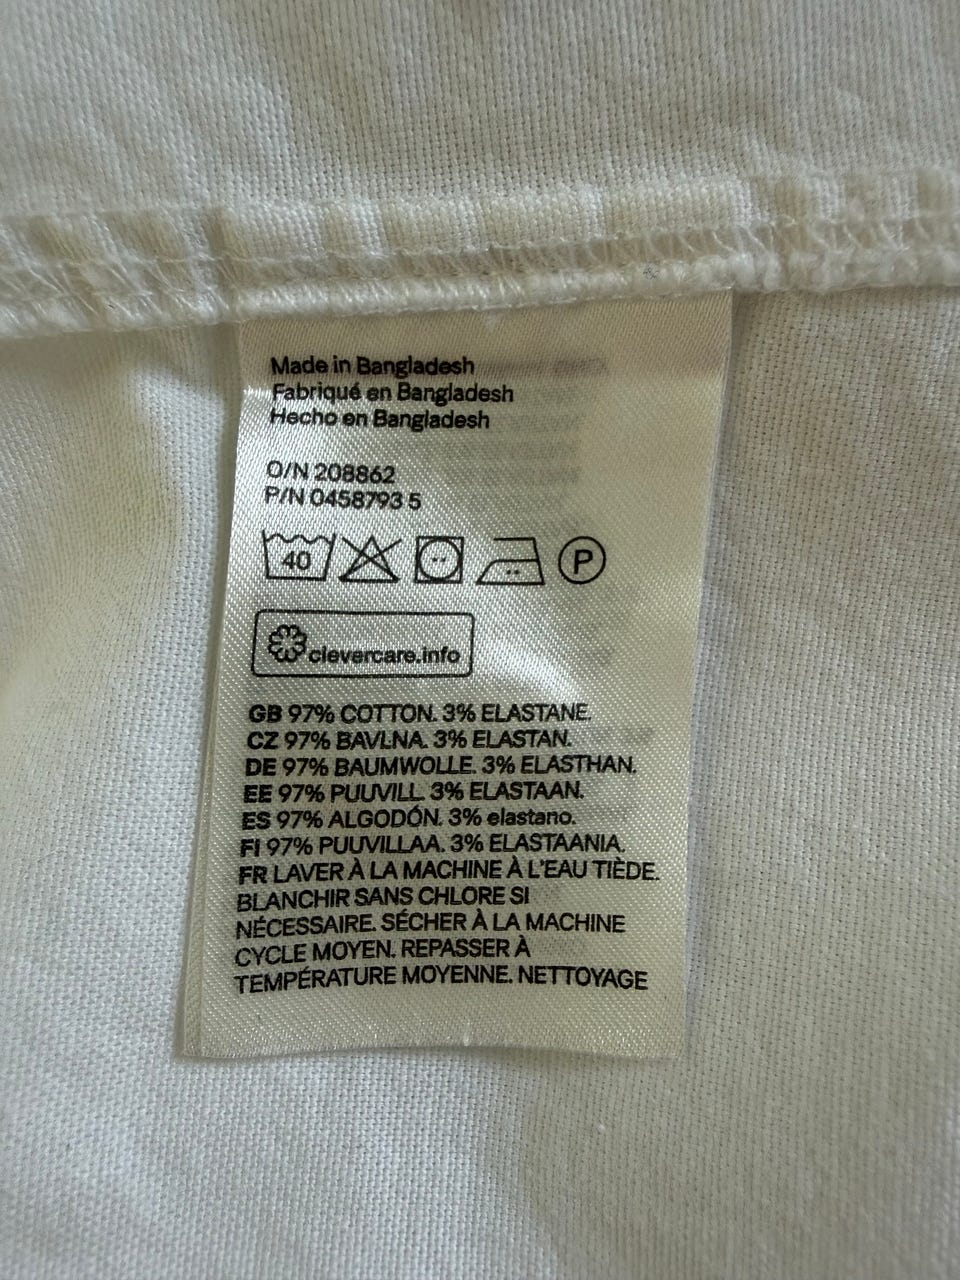 Made in Bangladesh
Fabriqué en Bangladesh
Hecho en Bangladesh
O/N 208862
P/N 0458793 5
40 P
clevercare.info
GB 97% COTTON. 3% ELASTANE.
CZ 97% BAVLNA. 3% ELASTAN.
DE 97% BAUMWOLLE. 3% ELASTHAN.
EE 97% PUUVILL. 3% ELASTAAN.
ES 97% ALGODÓN. 3% elastano.
FI 97% PUUVILLAA. 3% ELASTAANIA.
FR LAVER À LA MACHINE À L'EAU TIÈDE.
BLANCHIR SANS CHLORE SI
NÉCESSAIRE. SÉCHER À LA MACHINE
CYCLE MOYEN. REPASSER À
TEMPÉRATURE MOYENNE. NETTOYAGE